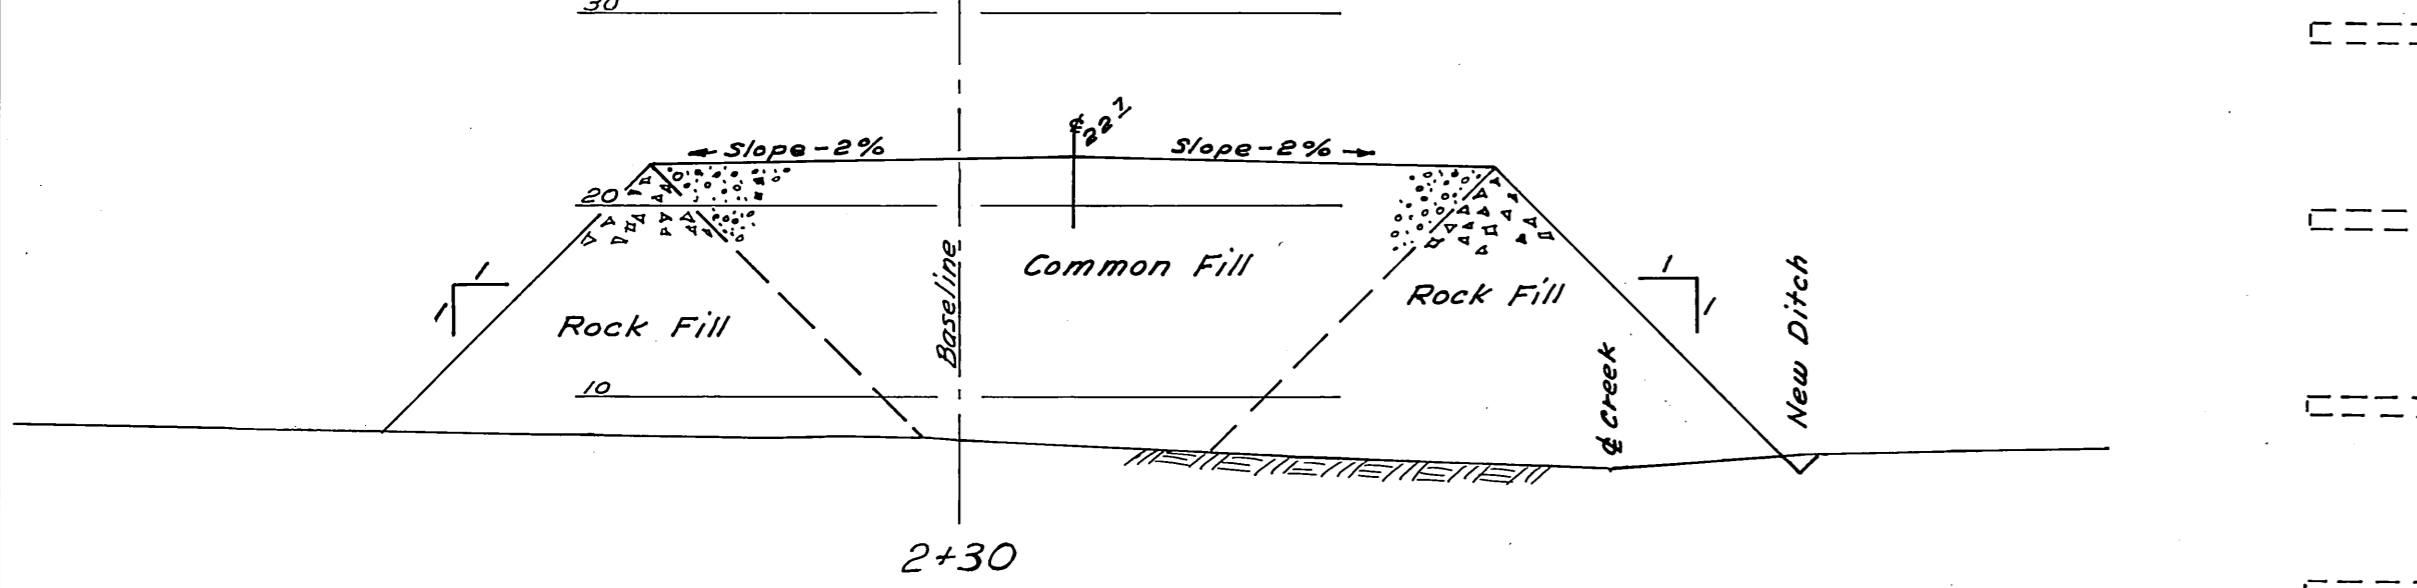 30
℄ 22.1
Slope-2%
Slope-2%
20
Baseline
Common Fill
1
1
Rock Fill
Rock Fill
1
1
℄ Creek
New Ditch
10
2+30